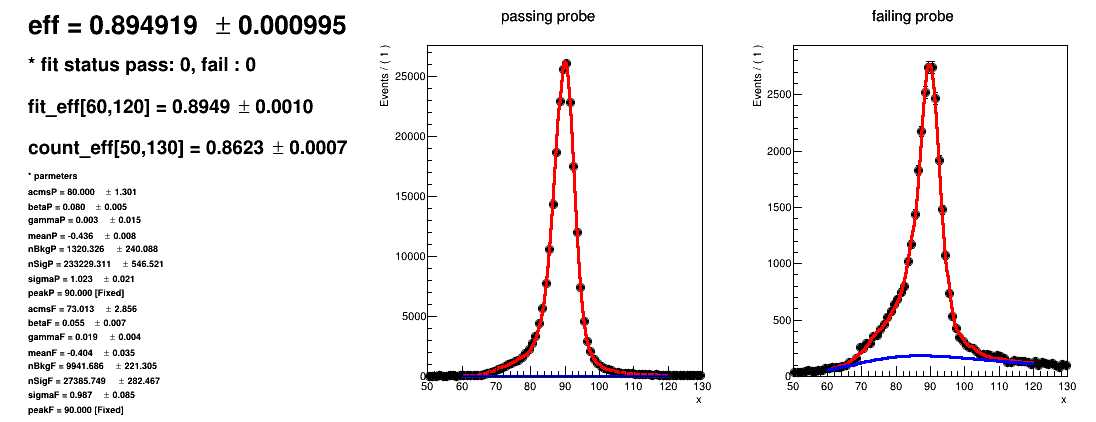 eff = 0.894919 ± 0.000995
* fit status pass: 0, fail : 0
fit_eff[60,120] = 0.8949 ± 0.0010
count_eff[50,130] = 0.8623 ± 0.0007
* parmeters
acmsP = 80.000 ± 1.301
betaP = 0.080 ± 0.005
gammaP = 0.003 ± 0.015
meanP = -0.436 ± 0.008
nBkgP = 1320.326 ± 240.088
nSigP = 233229.311 ± 546.521
sigmaP = 1.023 ± 0.021
peakP = 90.000 [Fixed]
acmsF = 73.013 ± 2.856
betaF = 0.055 ± 0.007
gammaF = 0.019 ± 0.004
meanF = -0.404 ± 0.035
nBkgF = 9941.686 ± 221.305
nSigF = 27385.749 ± 282.467
sigmaF = 0.987 ± 0.085
peakF = 90.000 [Fixed]
passing probe
Events / ( 1 )
25000
20000
15000
10000
5000
0
50 60 70 80 90 100 110 120 130
x
failing probe
Events / ( 1 )
2500
2000
1500
1000
500
0
50 60 70 80 90 100 110 120 130
x